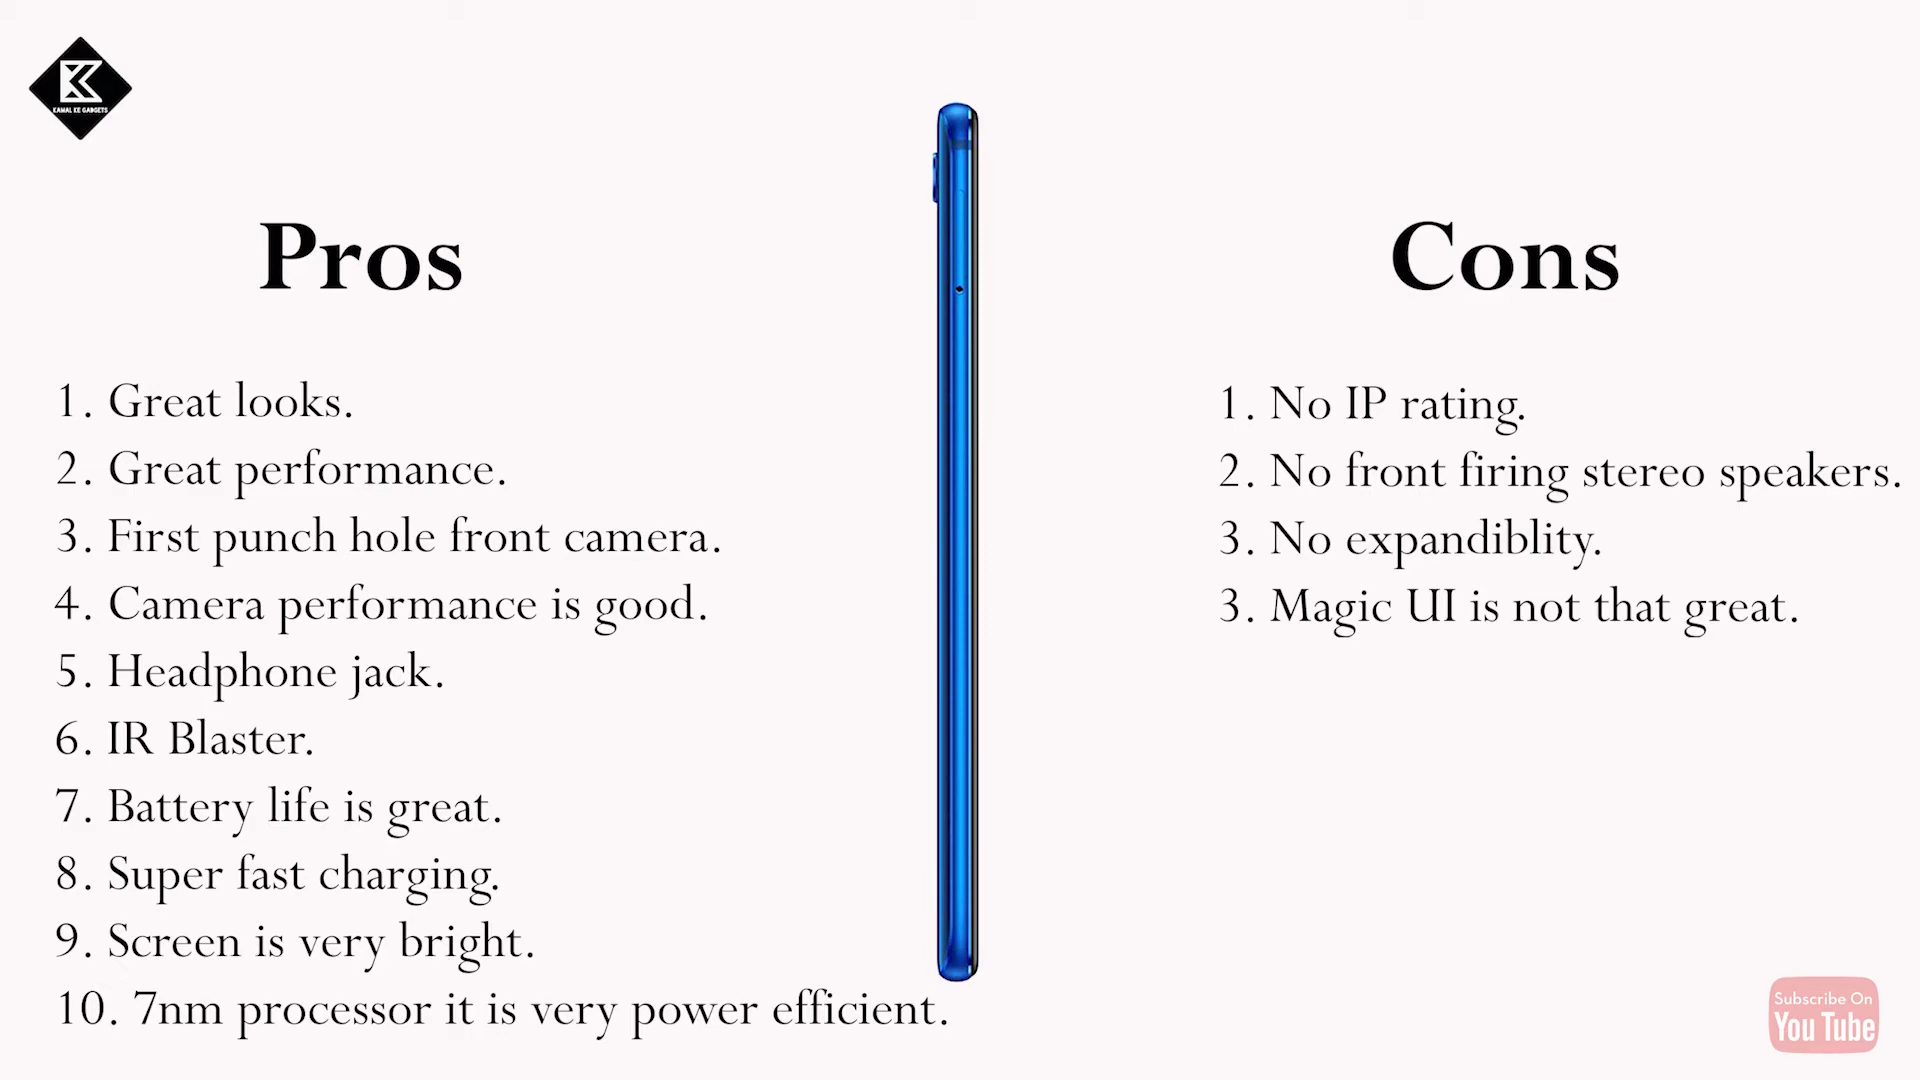 KAMAL KE GADGETS
Pros
1. Great looks.
2. Great performance.
3. First punch hole front camera.
4. Camera performance is good.
5. Headphone jack.
6. IR Blaster.
7. Battery life is great.
8. Super fast charging.
9. Screen is very bright.
10. 7nm processor it is very power efficient.
Cons
1. No IP rating.
2. No front firing stereo speakers.
3. No expandiblity.
3. Magic UI is not that great.
Subscribe On
You Tube